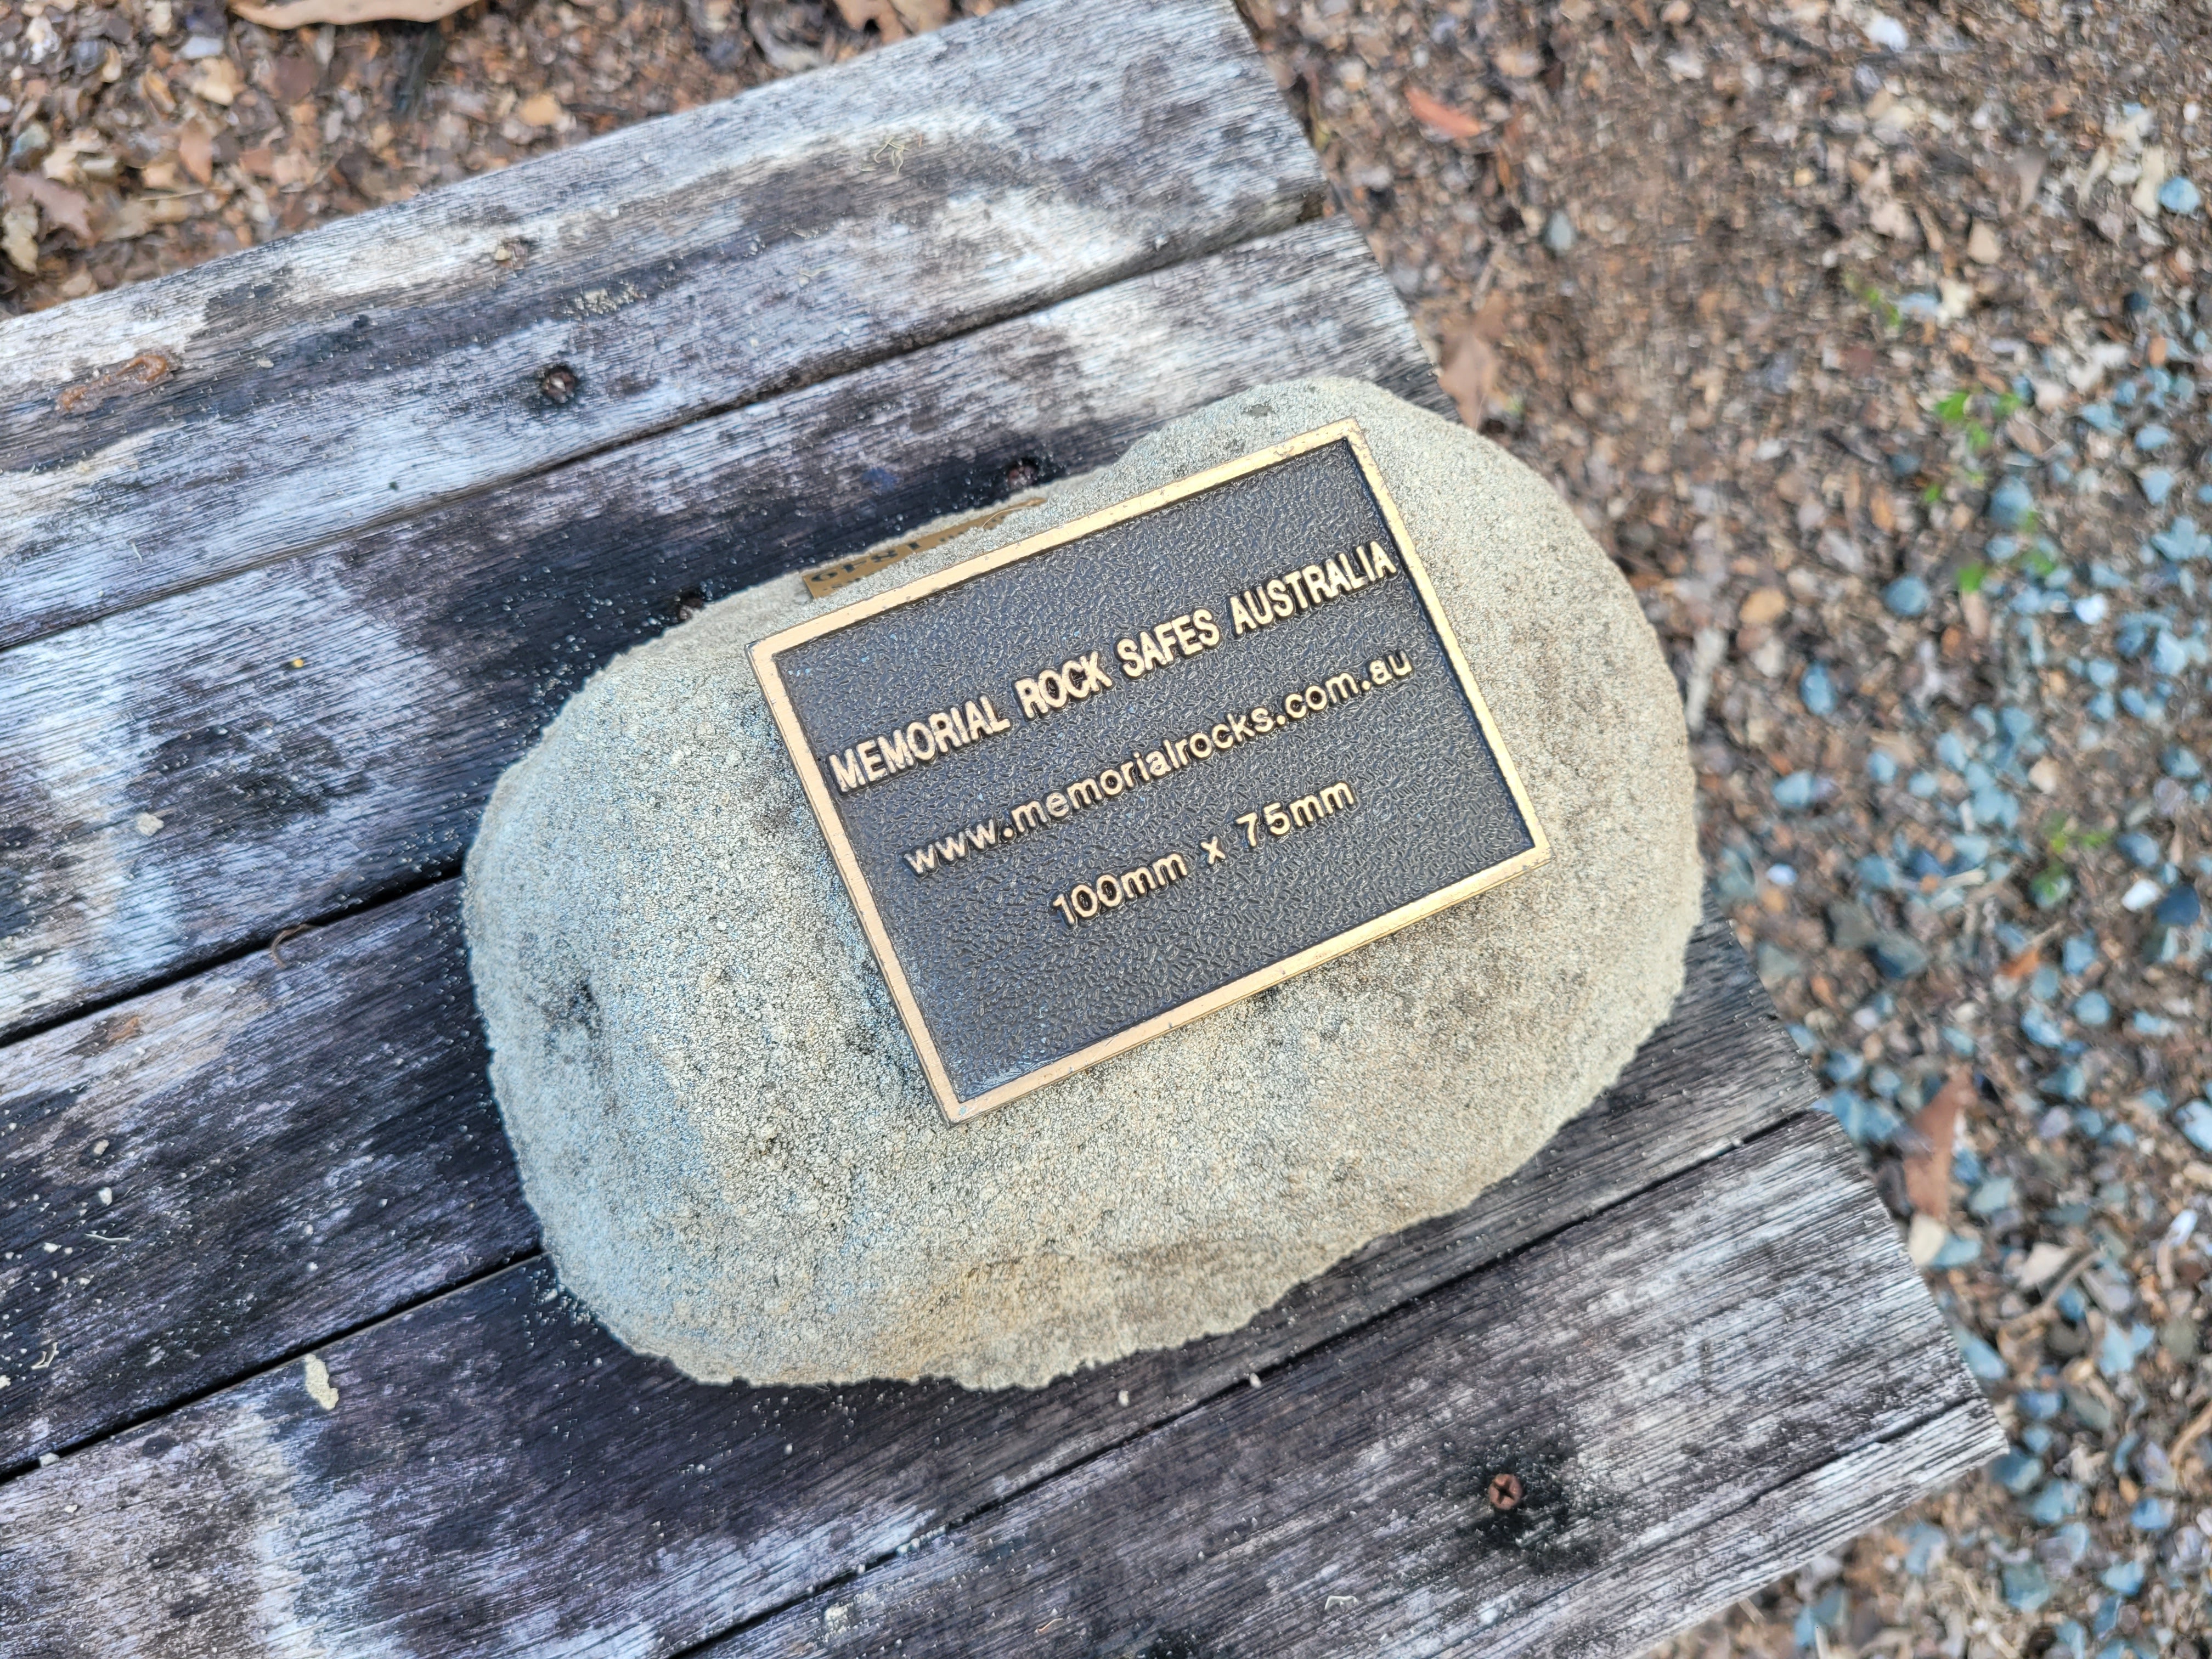 MEMORIAL ROCK SAFES AUSTRALIA
www.memorialrocks.com.au
100mm x 75mm